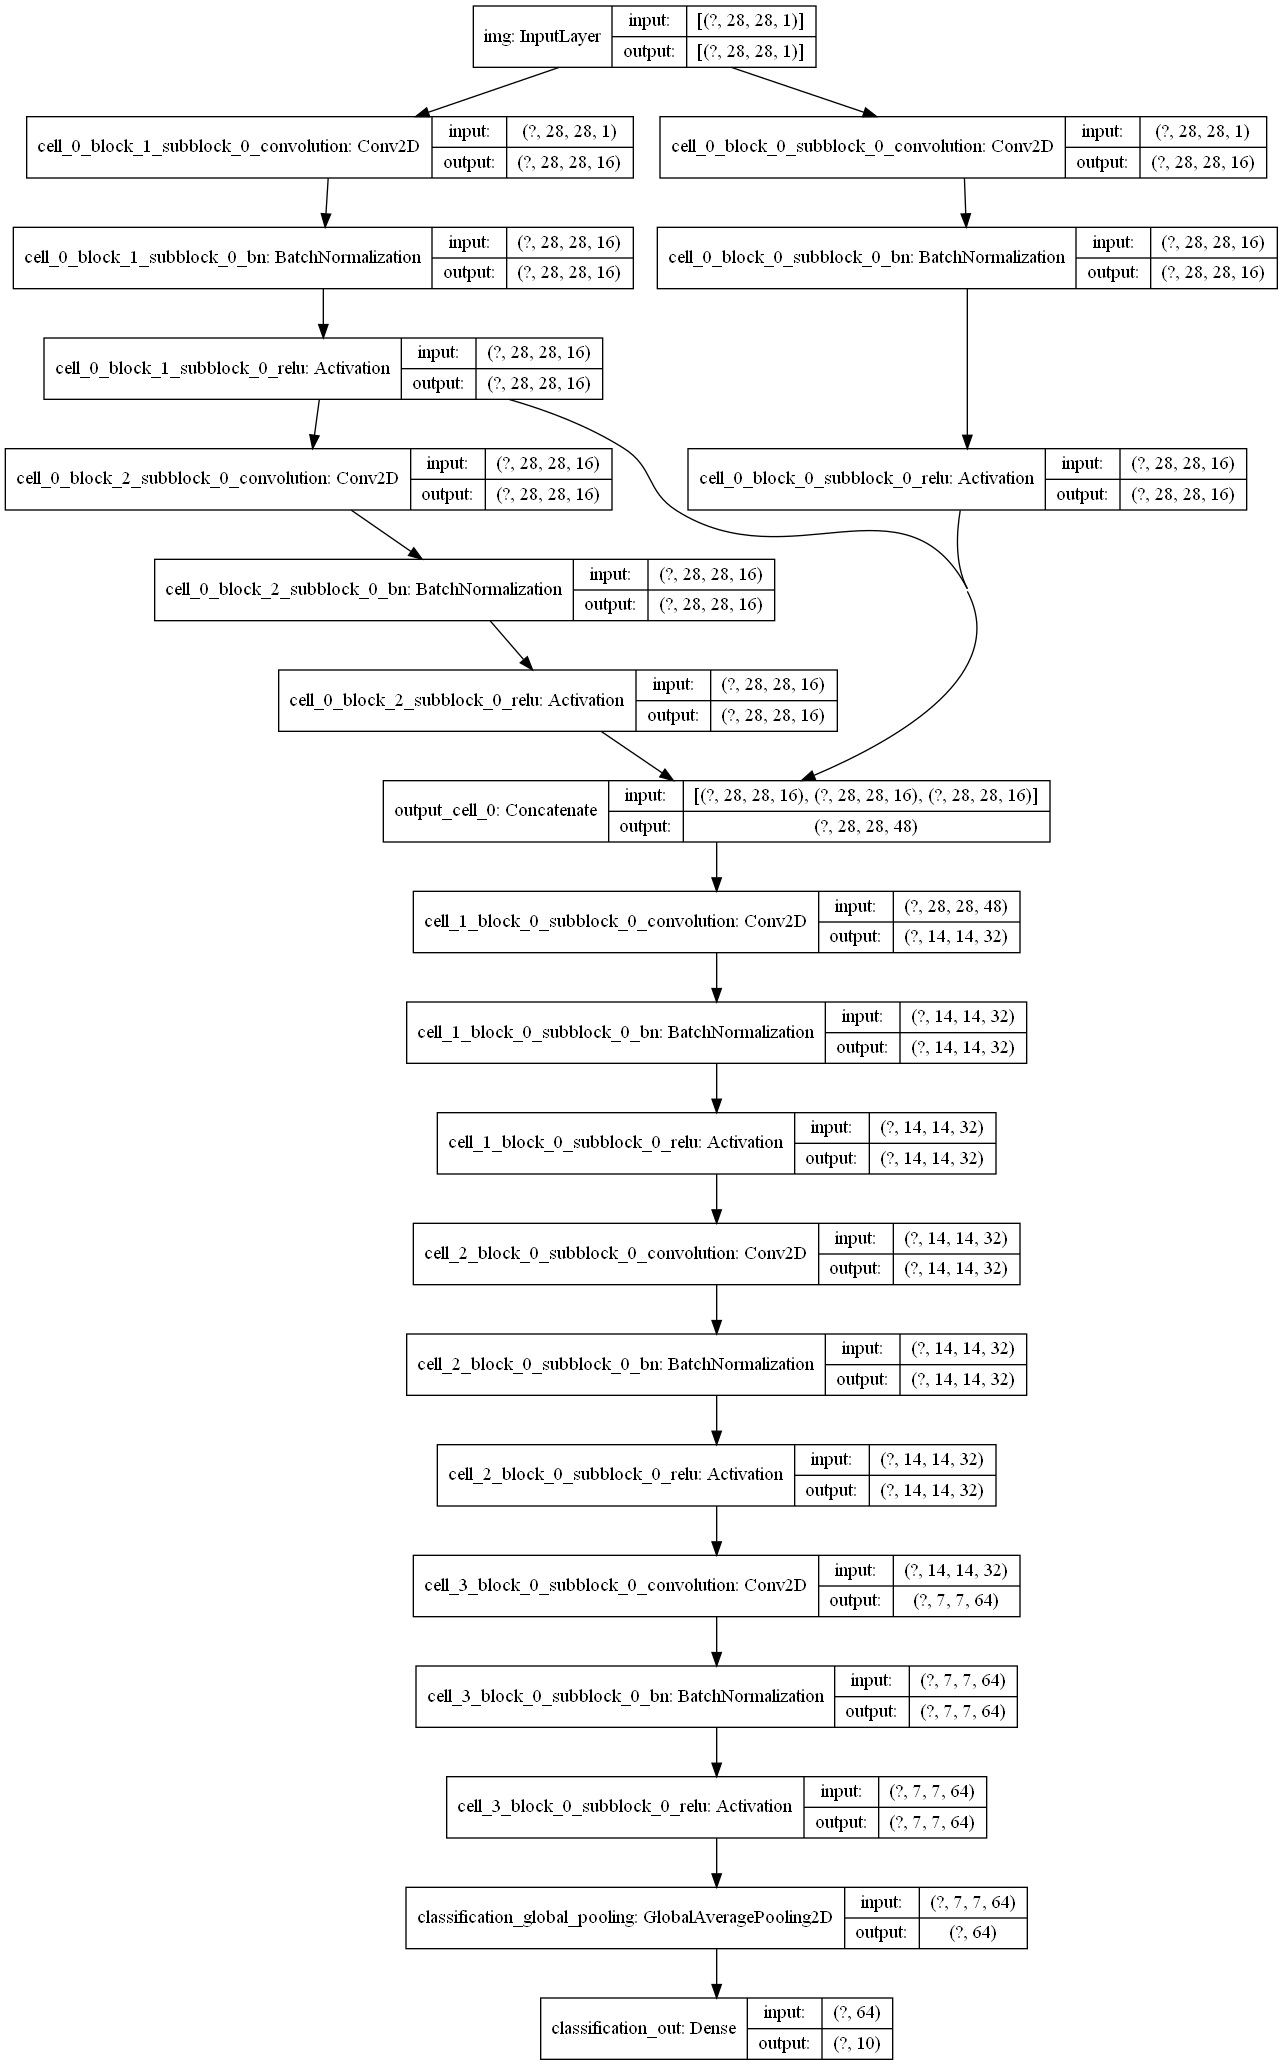 img: InputLayer
input: [(?, 28, 28, 1)]
output: [(?, 28, 28, 1)]
cell_0_block_1_subblock_0_convolution: Conv2D
input: (?, 28, 28, 1)
output: (?, 28, 28, 16)
cell_0_block_0_subblock_0_convolution: Conv2D
input: (?, 28, 28, 1)
output: (?, 28, 28, 16)
cell_0_block_1_subblock_0_bn: BatchNormalization
input: (?, 28, 28, 16)
output: (?, 28, 28, 16)
cell_0_block_0_subblock_0_bn: BatchNormalization
input: (?, 28, 28, 16)
output: (?, 28, 28, 16)
cell_0_block_1_subblock_0_relu: Activation
input: (?, 28, 28, 16)
output: (?, 28, 28, 16)
cell_0_block_2_subblock_0_convolution: Conv2D
input: (?, 28, 28, 16)
output: (?, 28, 28, 16)
cell_0_block_0_subblock_0_relu: Activation
input: (?, 28, 28, 16)
output: (?, 28, 28, 16)
cell_0_block_2_subblock_0_bn: BatchNormalization
input: (?, 28, 28, 16)
output: (?, 28, 28, 16)
cell_0_block_2_subblock_0_relu: Activation
input: (?, 28, 28, 16)
output: (?, 28, 28, 16)
output_cell_0: Concatenate
input: [(?, 28, 28, 16), (?, 28, 28, 16), (?, 28, 28, 16)]
output: (?, 28, 28, 48)
cell_1_block_0_subblock_0_convolution: Conv2D
input: (?, 28, 28, 48)
output: (?, 14, 14, 32)
cell_1_block_0_subblock_0_bn: BatchNormalization
input: (?, 14, 14, 32)
output: (?, 14, 14, 32)
cell_1_block_0_subblock_0_relu: Activation
input: (?, 14, 14, 32)
output: (?, 14, 14, 32)
cell_2_block_0_subblock_0_convolution: Conv2D
input: (?, 14, 14, 32)
output: (?, 14, 14, 32)
cell_2_block_0_subblock_0_bn: BatchNormalization
input: (?, 14, 14, 32)
output: (?, 14, 14, 32)
cell_2_block_0_subblock_0_relu: Activation
input: (?, 14, 14, 32)
output: (?, 14, 14, 32)
cell_3_block_0_subblock_0_convolution: Conv2D
input: (?, 14, 14, 32)
output: (?, 7, 7, 64)
cell_3_block_0_subblock_0_bn: BatchNormalization
input: (?, 7, 7, 64)
output: (?, 7, 7, 64)
cell_3_block_0_subblock_0_relu: Activation
input: (?, 7, 7, 64)
output: (?, 7, 7, 64)
classification_global_pooling: GlobalAveragePooling2D
input: (?, 7, 7, 64)
output: (?, 64)
classification_out: Dense
input: (?, 64)
output: (?, 10)